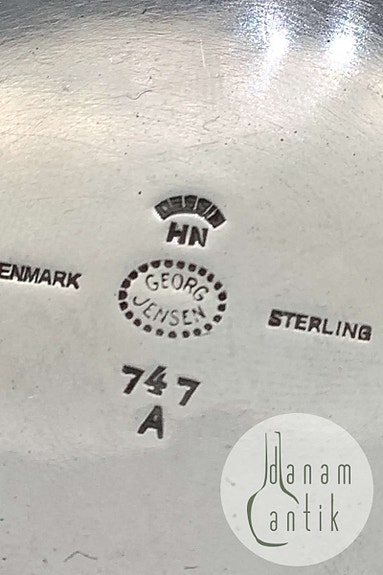 DESSIN
HN
ENMARK
GEORG
JENSEN
STERLING
747
A
danam
antik